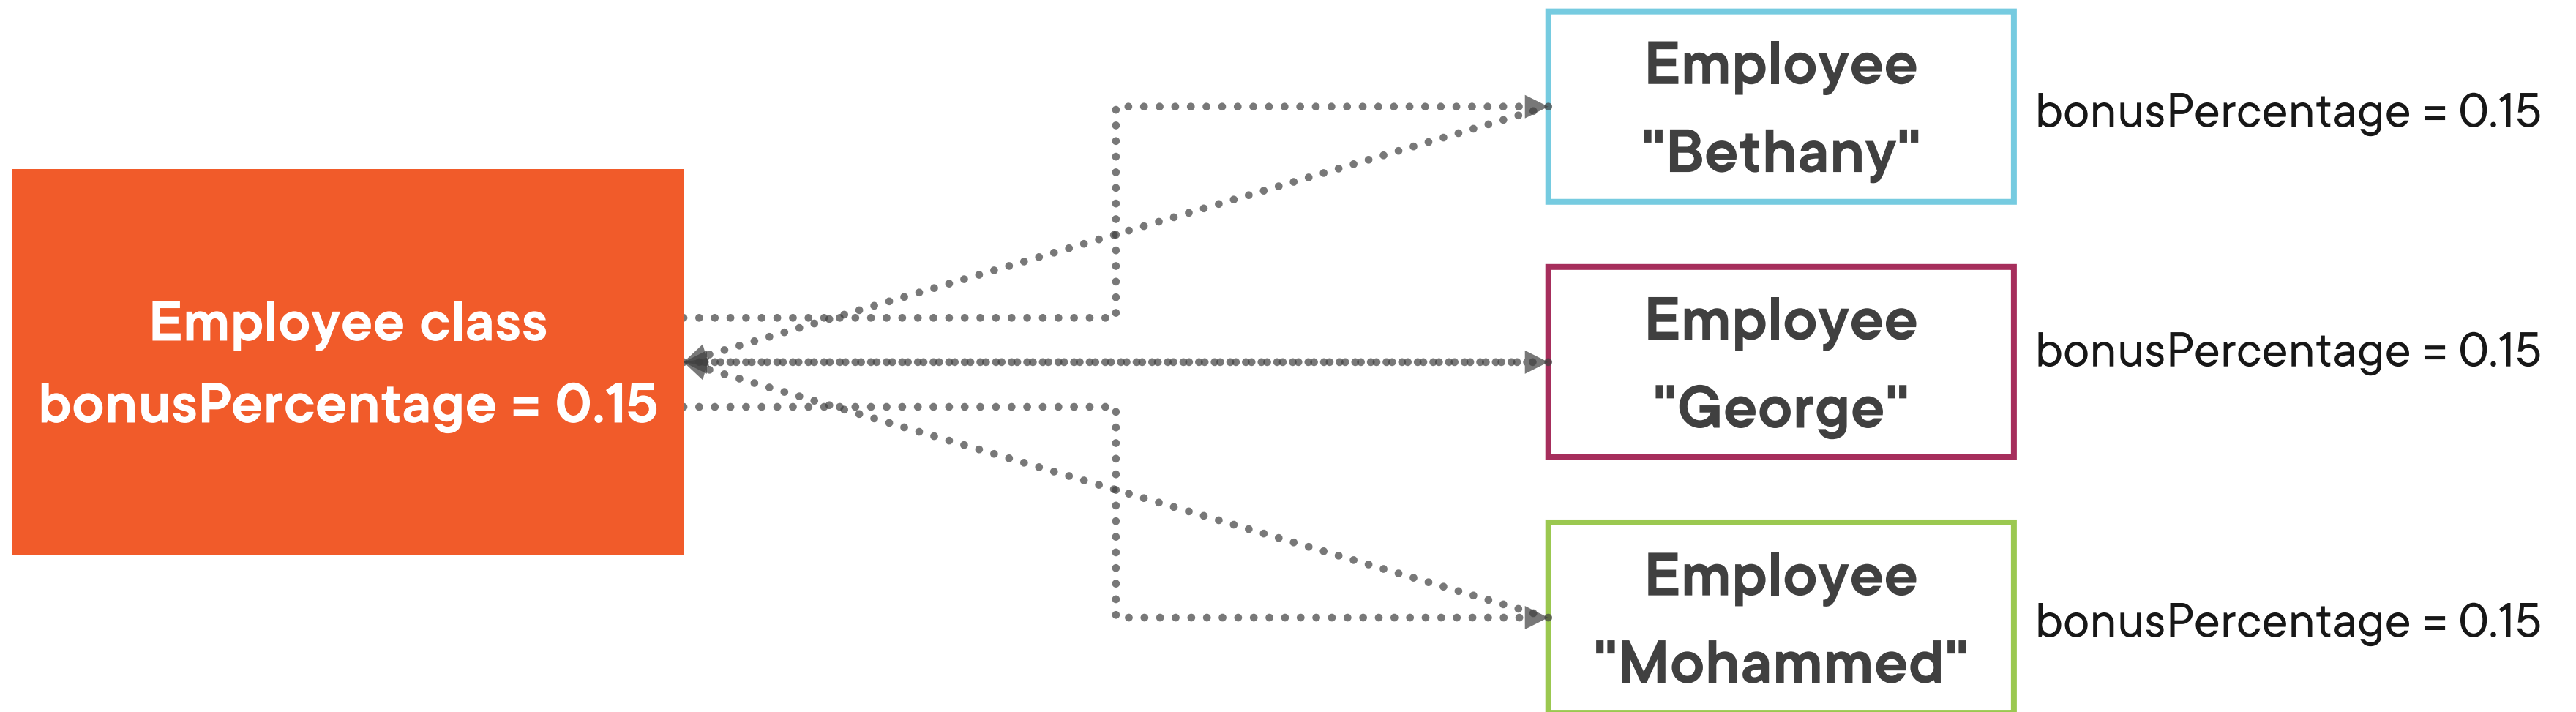 Employee class
bonusPercentage = 0.15
Employee
"Bethany"
bonusPercentage = 0.15
Employee
"George"
bonusPercentage = 0.15
Employee
"Mohammed"
bonusPercentage = 0.15